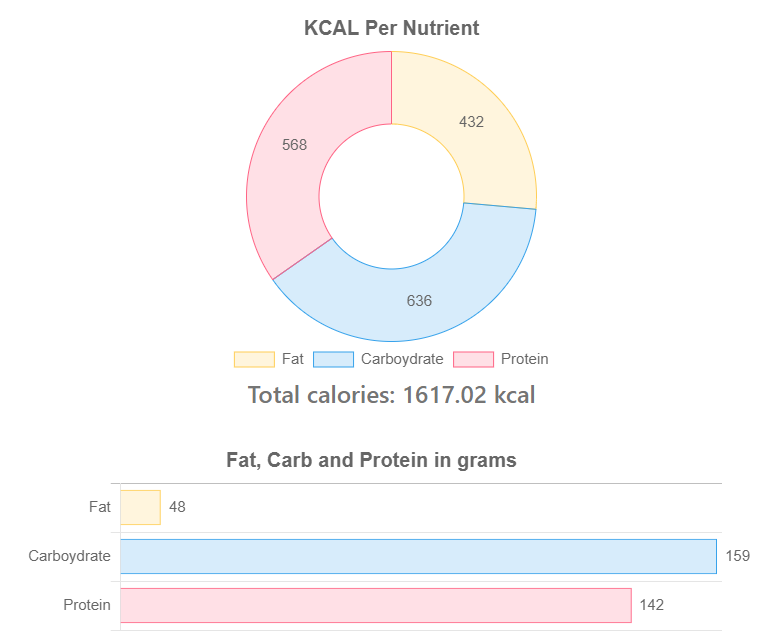 KCAL Per Nutrient
432
568
636
Fat Carboydrate Protein
Total calories: 1617.02 kcal
Fat, Carb and Protein in grams
Fat 48
Carboydrate 159
Protein 142